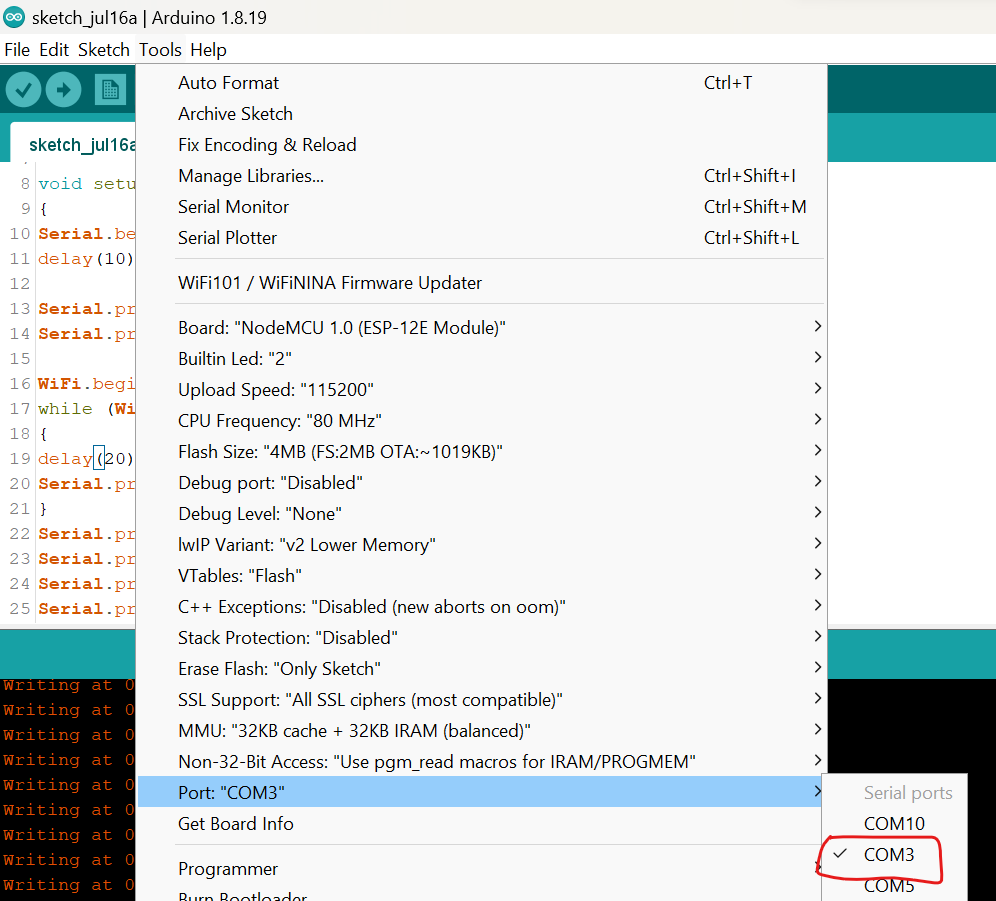 sketch_jul16a | Arduino 1.8.19
File Edit Sketch Tools Help
Auto Format Ctrl+T
Archive Sketch
Fix Encoding & Reload
Manage Libraries... Ctrl+Shift+I
Serial Monitor Ctrl+Shift+M
Serial Plotter Ctrl+Shift+L
WiFi101 / WiFiNINA Firmware Updater
Board: "NodeMCU 1.0 (ESP-12E Module)"
Builtin Led: "2"
Upload Speed: "115200"
CPU Frequency: "80 MHz"
Flash Size: "4MB (FS:2MB OTA:~1019KB)"
Debug port: "Disabled"
Debug Level: "None"
lwIP Variant: "v2 Lower Memory"
VTables: "Flash"
C++ Exceptions: "Disabled (new aborts on oom)"
Stack Protection: "Disabled"
Erase Flash: "Only Sketch"
SSL Support: "All SSL ciphers (most compatible)"
MMU: "32KB cache + 32KB IRAM (balanced)"
Non-32-Bit Access: "Use pgm_read macros for IRAM/PROGMEM"
Port: "COM3"
Get Board Info
Programmer
Burn Bootloader
Serial ports
COM10
COM3
COM5
sketch_jul16a
8 void setu
9 {
10 Serial.be
11 delay(10)
12
13 Serial.pr
14 Serial.pr
15
16 WiFi.begi
17 while (Wi
18 {
19 delay(20)
20 Serial.pr
21 }
22 Serial.pr
23 Serial.pr
24 Serial.pr
25 Serial.pr
Writing at 0
Writing at 0
Writing at 0
Writing at 0
Writing at 0
Writing at 0
Writing at 0
Writing at 0
Writing at 0